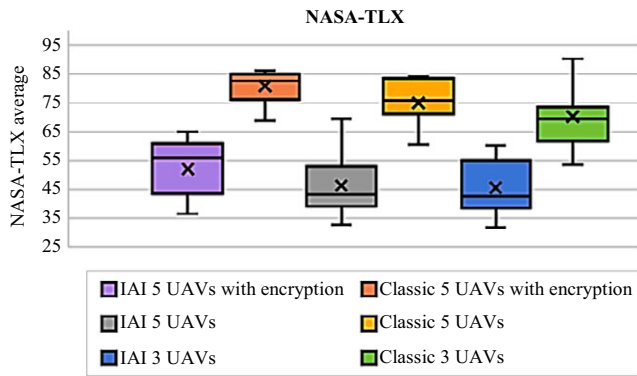 NASA-TLX
NASA-TLX average
95
85
75
65
55
45
35
25
IAI 5 UAVs with encryption
Classic 5 UAVs with encryption
IAI 5 UAVs
Classic 5 UAVs
IAI 3 UAVs
Classic 3 UAVs